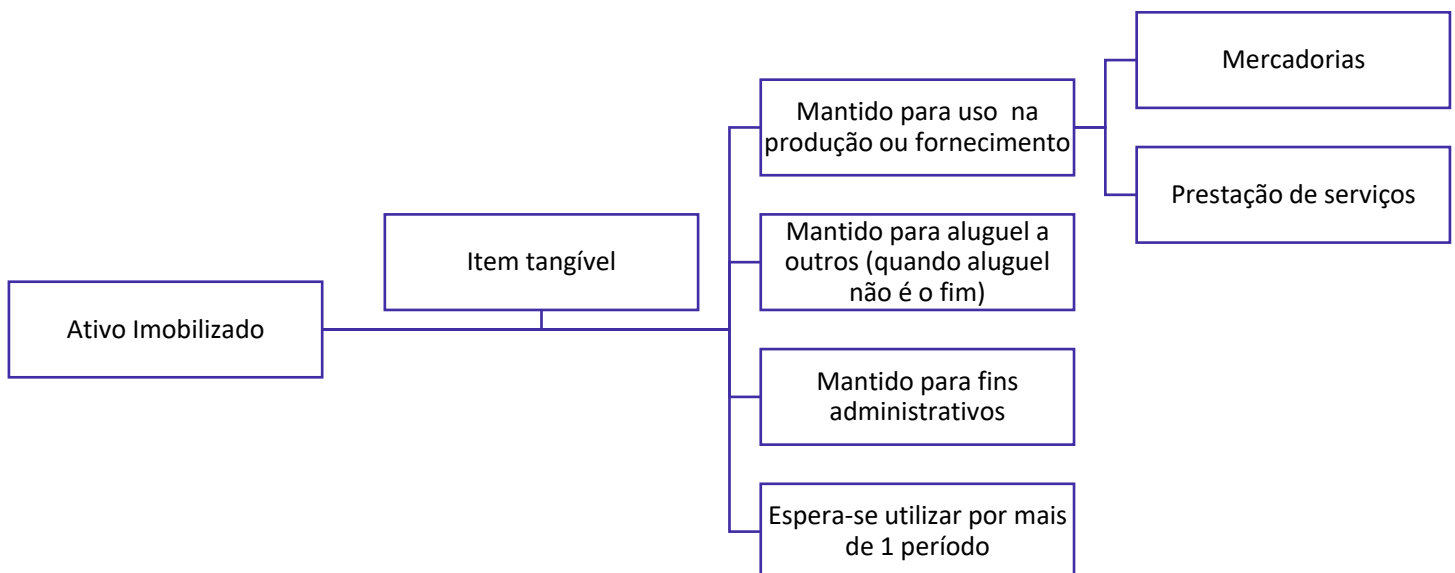 Ativo Imobilizado
Item tangível
Mantido para uso na
produção ou fornecimento
Mercadorias
Prestação de serviços
Mantido para aluguel a
outros (quando aluguel
não é o fim)
Mantido para fins
administrativos
Espera-se utilizar por mais
de 1 período